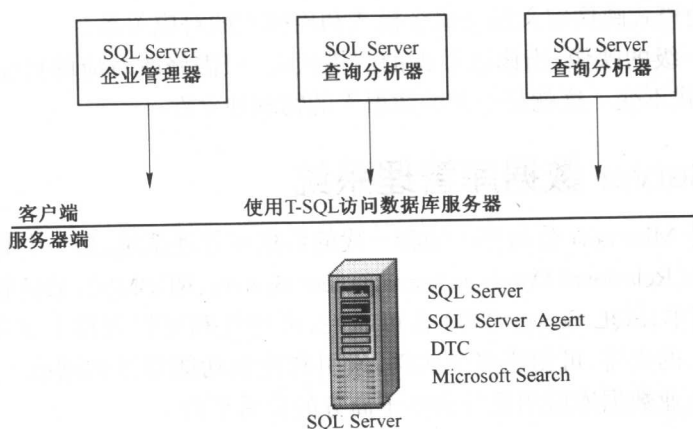 SQL Server
企业管理器
SQL Server
查询分析器
SQL Server
查询分析器
使用T-SQL访问数据库服务器
客户端
服务器端
SQL Server
SQL Server Agent
DTC
Microsoft Search
SQL Server